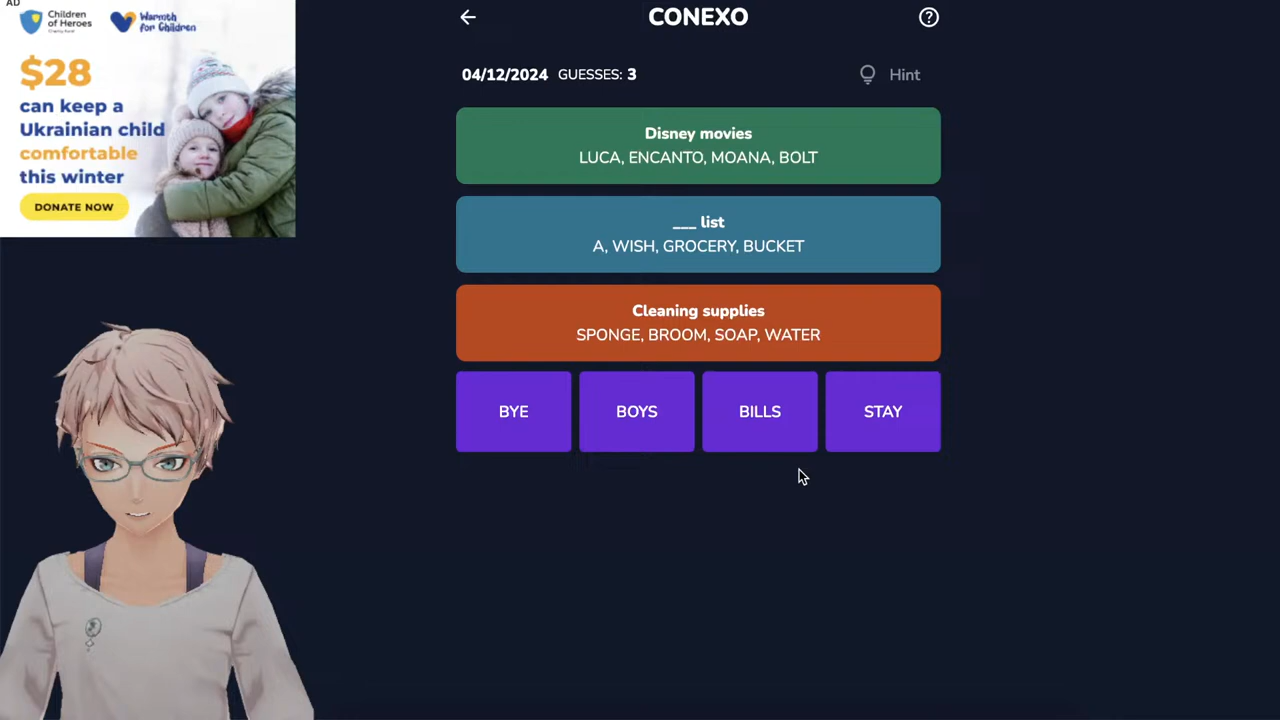 AD
Children of Heroes
Charity Fund
Warmth for Children
$28
can keep a
Ukrainian child
comfortable
this winter
DONATE NOW
CONEXO
04/12/2024 GUESSES: 3
Hint
Disney movies
LUCA, ENCANTO, MOANA, BOLT
___ list
A, WISH, GROCERY, BUCKET
Cleaning supplies
SPONGE, BROOM, SOAP, WATER
BYE BOYS BILLS STAY